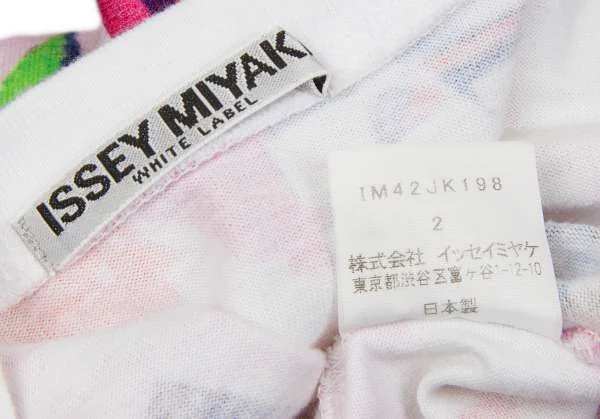 ISSEY MIYAK
WHITE LABEL
IM42JK198
2
株式会社 イッセイミヤケ
東京都渋谷区富ヶ谷1-12-10
日本製